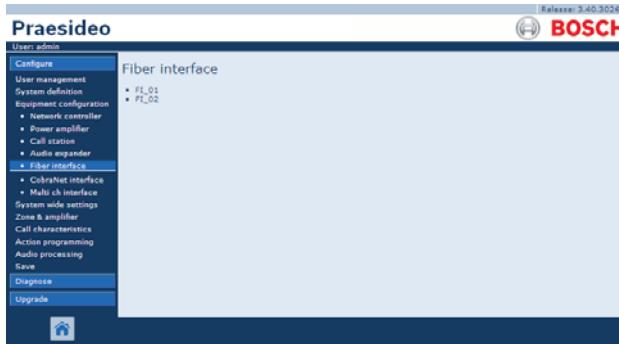 Release: 3.40.3026
Praesideo
BOSCH
User: admin
Configure
User management
System definition
Equipment configuration
• Network controller
• Power amplifier
• Call station
• Audio expander
• Fiber interface
• CobraNet interface
• Multi ch interface
System wide settings
Zone & amplifier
Call characteristics
Action programming
Audio processing
Save
Diagnose
Upgrade
Fiber interface
• FI_01
• FI_02